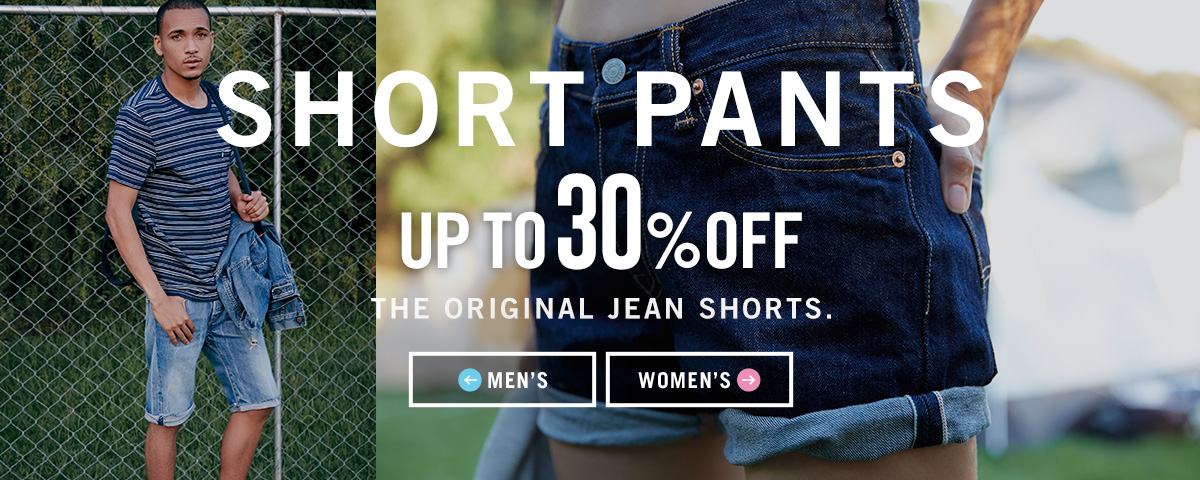 SHORT PANTS
UP TO 30%OFF
THE ORIGINAL JEAN SHORTS.
MEN'S
WOMEN'S